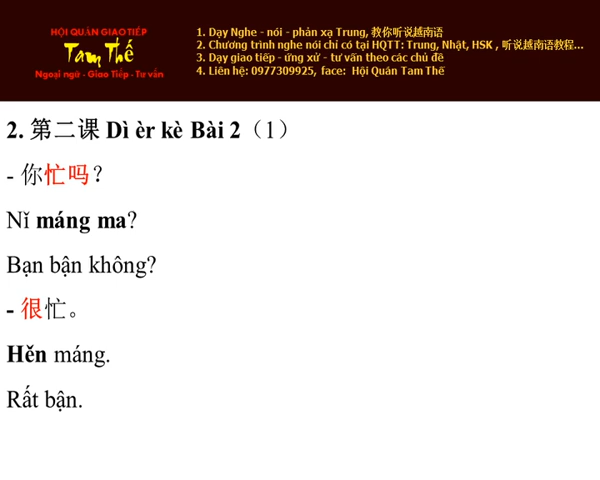 HỘI QUÁN GIAO TIẾP
Tam Thế
Ngoại ngữ - Giao Tiếp - Tư vấn
1. Dạy Nghe - nói - phản xạ Trung, 教你听说越南语
2. Chương trình nghe nói chỉ có tại HQTT: Trung, Nhật, HSK , 听说越南语教程...
3. Dạy giao tiếp - ứng xử - tư vấn theo các chủ đề
4. Liên hệ: 0977309925, face: Hội Quán Tam Thế
2. 第二课 Dì èr kè Bài 2（1）
- 你忙吗？
Nǐ máng ma?
Bạn bận không?
- 很忙。
Hěn máng.
Rất bận.